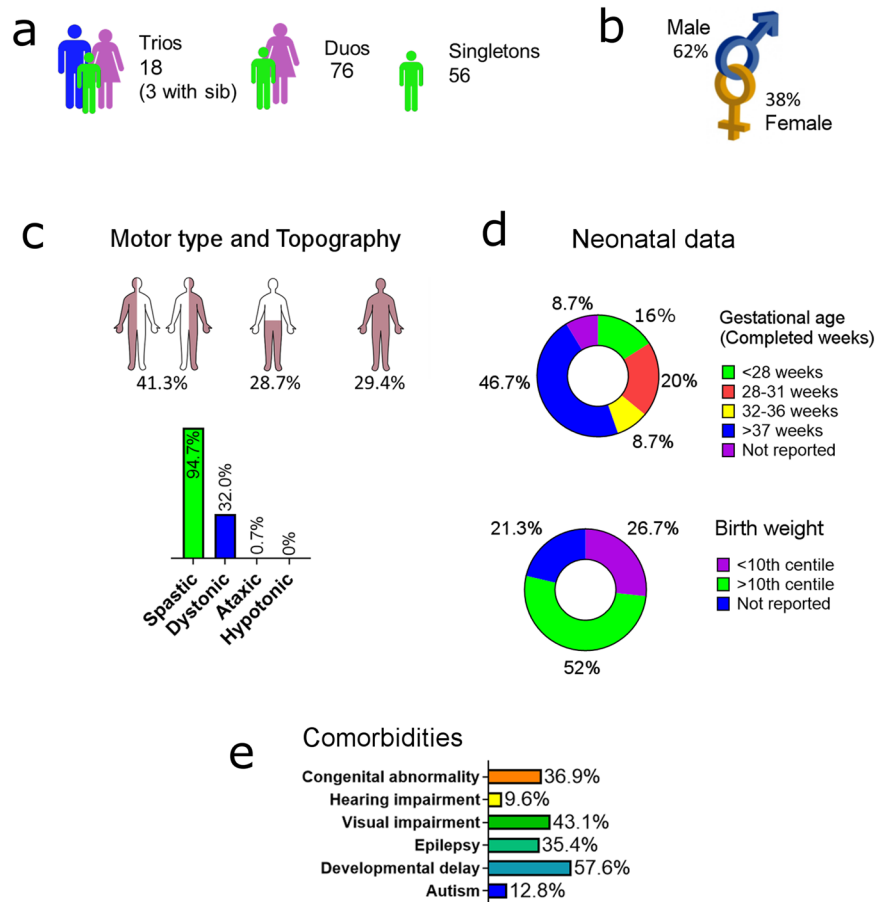 a
Trios
18
(3 with sib)
Duos
76
Singletons
56
b
Male
62%
38%
Female
c
Motor type and Topography
41.3%
28.7%
29.4%
94.7%
32.0%
0.7%
0%
Spastic
Dystonic
Ataxic
Hypotonic
d
Neonatal data
8.7%
16%
46.7%
20%
8.7%
Gestational age
(Completed weeks)
<28 weeks
28-31 weeks
32-36 weeks
>37 weeks
Not reported
21.3%
26.7%
52%
Birth weight
<10th centile
>10th centile
Not reported
e
Comorbidities
Congenital abnormality 36.9%
Hearing impairment 9.6%
Visual impairment 43.1%
Epilepsy 35.4%
Developmental delay 57.6%
Autism 12.8%